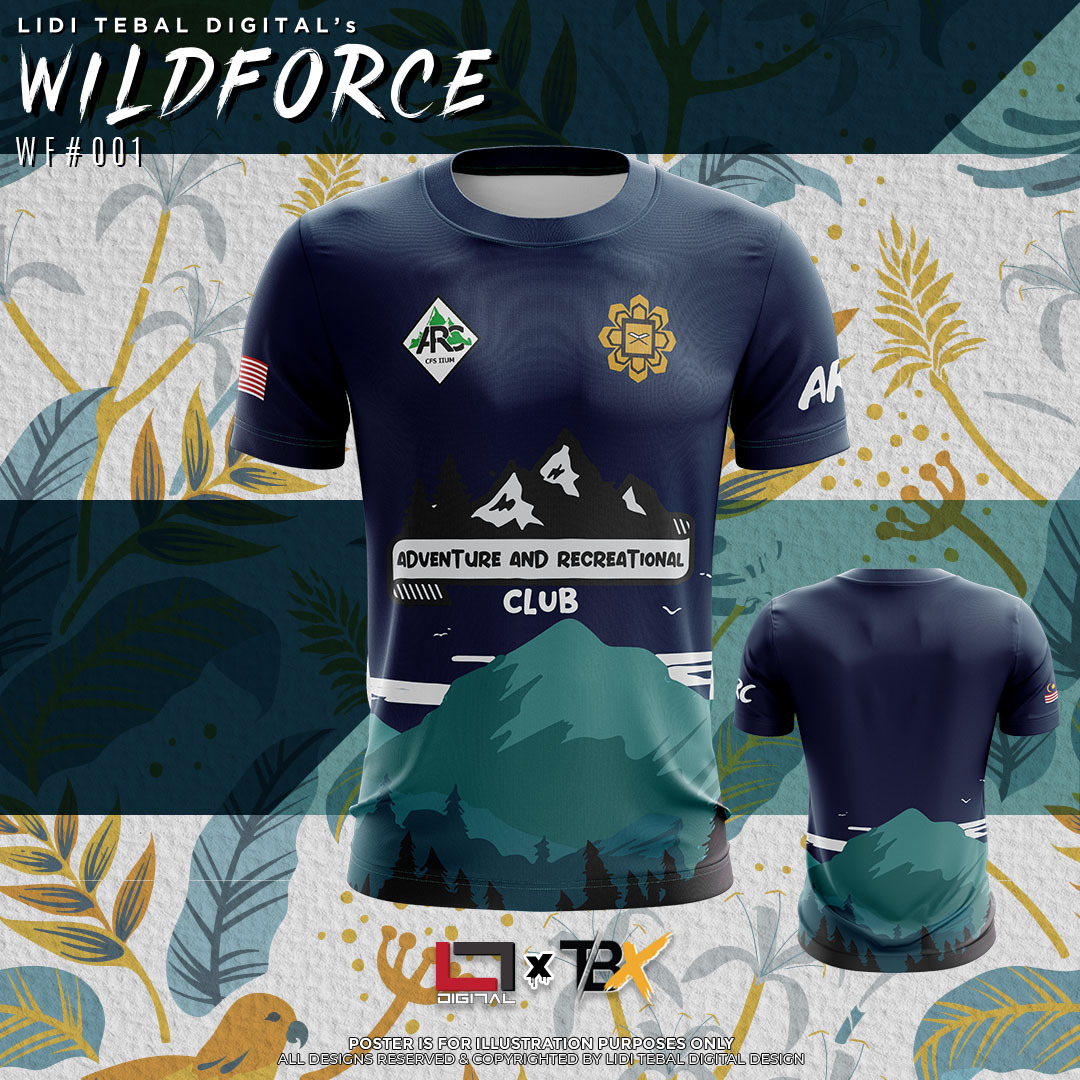 LIDI TEBAL DIGITAL's
WILDFORCE
WF#001
ARC
CFS IIUM
AR
ADVENTURE AND RECREATIONAL
CLUB
RC
DIGITAL
X
TBX
POSTER IS FOR ILLUSTRATION PURPOSES ONLY
ALL DESIGNS RESERVED & COPYRIGHTED BY LIDI TEBAL DIGITAL DESIGN